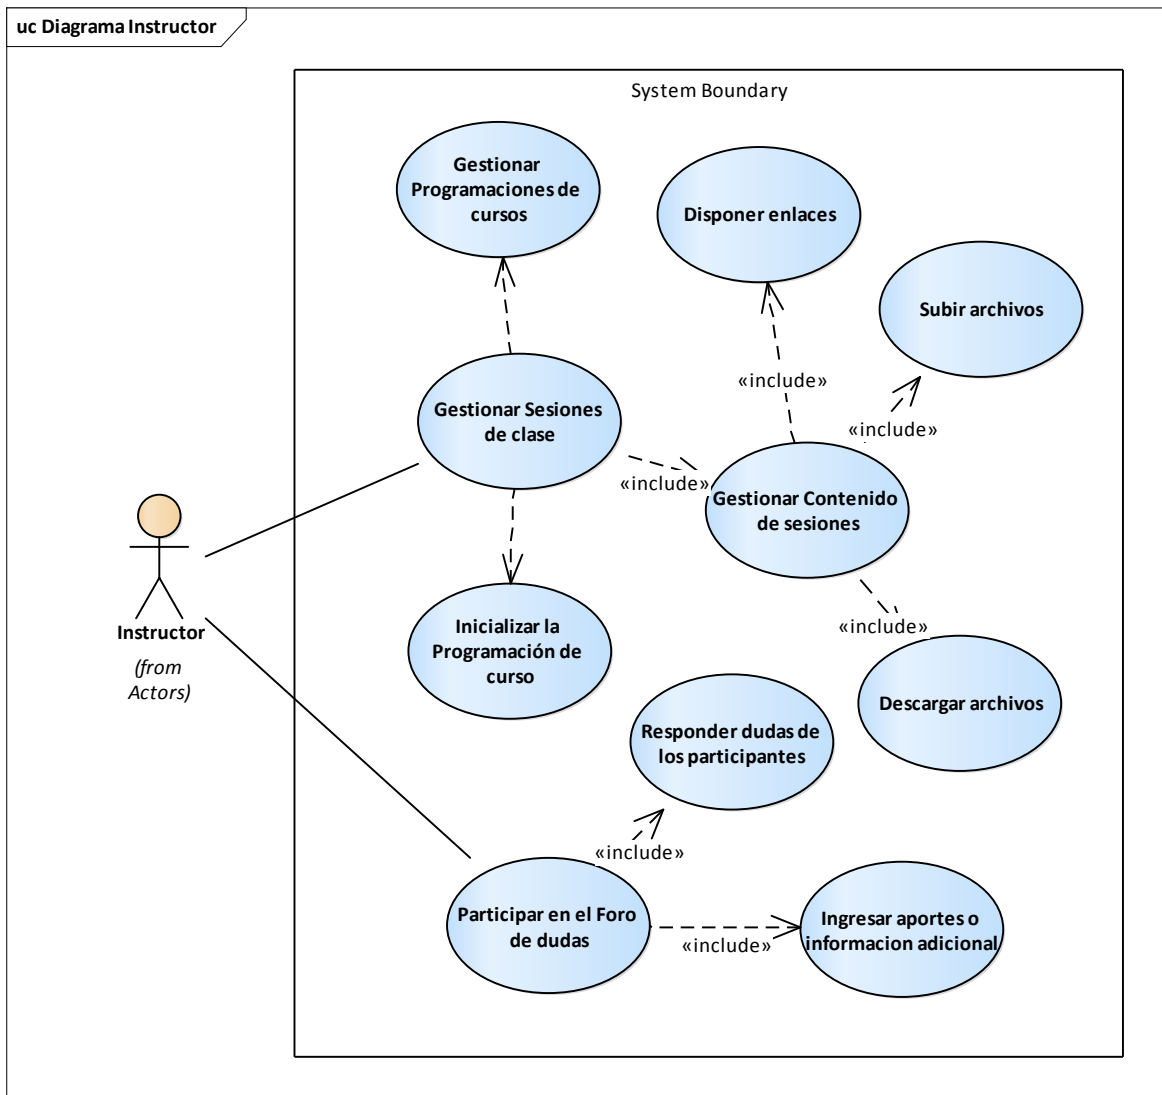 uc Diagrama Instructor
System Boundary
Gestionar
Programaciones de
cursos
Disponer enlaces
Subir archivos
«include»
Gestionar Sesiones
de clase
«include»
«include»
Gestionar Contenido
de sesiones
Instructor
(from
Actors)
Inicializar la
Programación de
curso
«include»
Descargar archivos
Responder dudas de
los participantes
«include»
Participar en el Foro
de dudas
«include»
Ingresar aportes o
informacion adicional